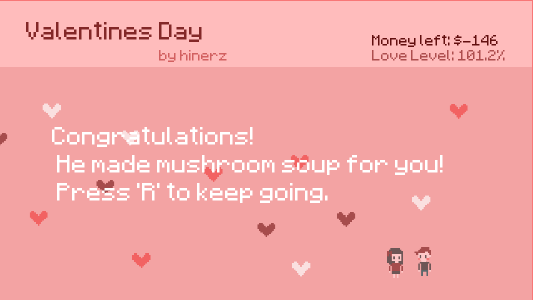 Valentines Day
by hinerz
Money left: $-146
Love Level: 101.2%
Congratulations!
He made mushroom soup for you!
Press 'R' to keep going.